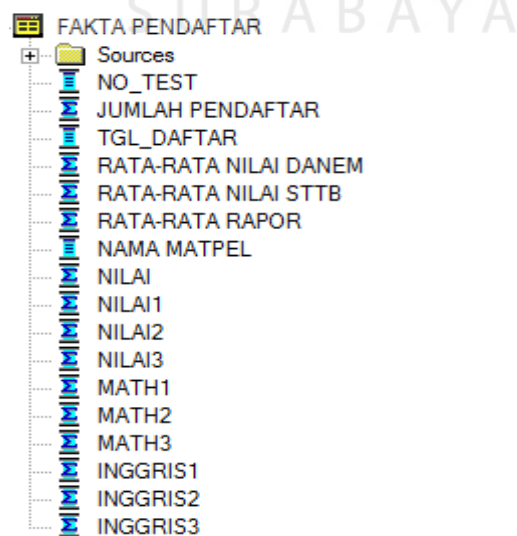 SURABAYA
FAKTA PENDAFTAR
Sources
NO_TEST
JUMLAH PENDAFTAR
TGL_DAFTAR
RATA-RATA NILAI DANEM
RATA-RATA NILAI STTB
RATA-RATA RAPOR
NAMA MATPEL
NILAI
NILAI1
NILAI2
NILAI3
MATH1
MATH2
MATH3
INGGRIS1
INGGRIS2
INGGRIS3